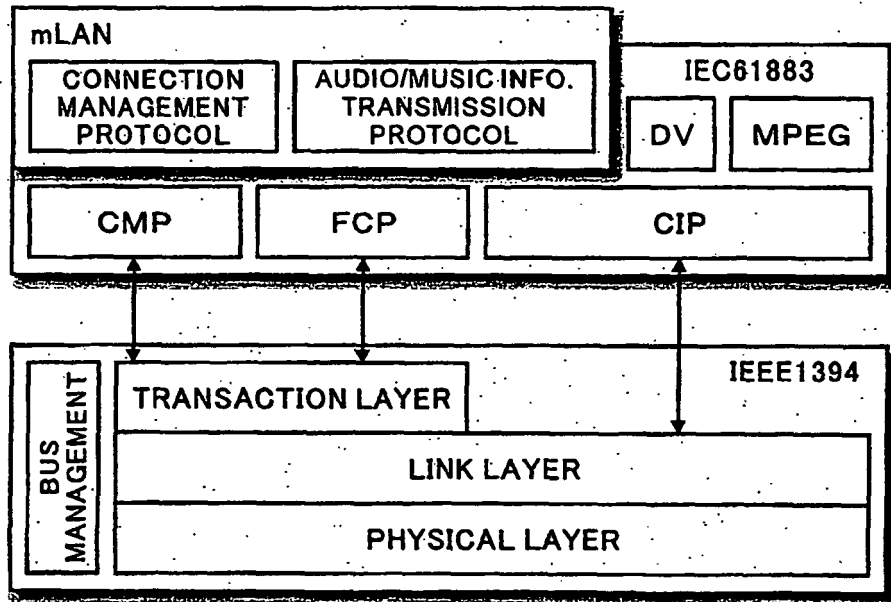 mLAN
CONNECTION
MANAGEMENT
PROTOCOL
AUDIO/MUSIC INFO.
TRANSMISSION
PROTOCOL
IEC61883
DV
MPEG
CMP
FCP
CIP
BUS
MANAGEMENT
TRANSACTION LAYER
IEEE1394
LINK LAYER
PHYSICAL LAYER